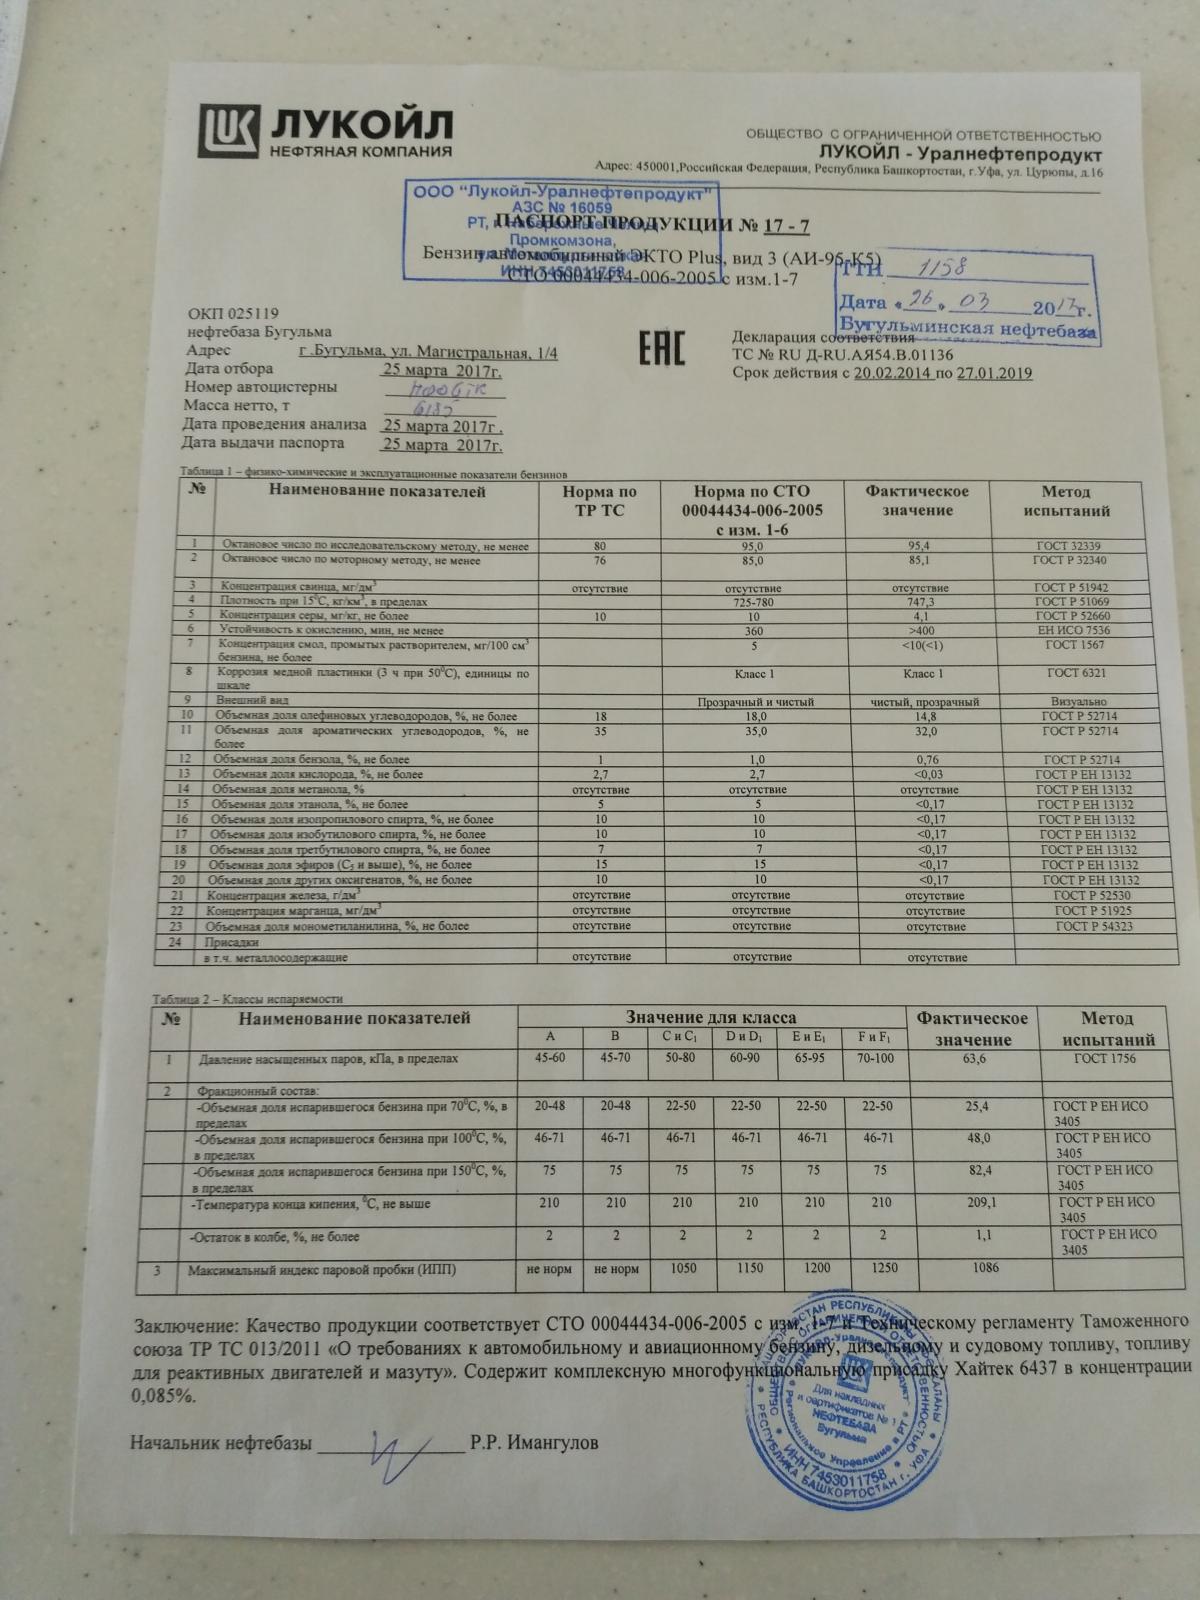 ЛУКОЙЛ
НЕФТЯНАЯ КОМПАНИЯ
ОБЩЕСТВО С ОГРАНИЧЕННОЙ ОТВЕТСТВЕННОСТЬЮ
ЛУКОЙЛ - Уралнефтепродукт
Адрес: 450001,Российская Федерация, Республика Башкортостан, г.Уфа, ул. Цурюпы, д.16
ООО "Лукойл-Уралнефтепродукт"
АЗС № 16059
РТ, г. Набережные Челны
Промкомзона,
ИНН 7453011758
ПАСПОРТ ПРОДУКЦИИ № 17 - 7
Бензин автомобильный ЭКТО Plus, вид 3 (АИ-95-К5)
СТО 00044434-006-2005 с изм.1-7
ТТН 1158
Дата «26» 03 2017г.
Бугульминская нефтебаза
ОКП 025119
нефтебаза Бугульма
Адрес г .Бугульма, ул. Магистральная, 1/4
Дата отбора 25 марта 2017г.
Номер автоцистерны
Масса нетто, т 6185
Дата проведения анализа 25 марта 2017г .
Дата выдачи паспорта 25 марта 2017г.
ЕАС
Декларация соответствия
ТС № RU Д-RU.АЯ54.В.01136
Срок действия с 20.02.2014 по 27.01.2019
Таблица 1 – физико-химические и эксплуатационные показатели бензинов
№ Наименование показателей Норма по ТР ТС Норма по СТО 00044434-006-2005 с изм. 1-6 Фактическое значение Метод испытаний
1 Октановое число по исследовательскому методу, не менее 80 95,0 95,4 ГОСТ 32339
2 Октановое число по моторному методу, не менее 76 85,0 85,1 ГОСТ Р 32340
3 Концентрация свинца, мг/дм3 отсутствие отсутствие отсутствие ГОСТ Р 51942
4 Плотность при 15⁰С, кг/км3, в пределах 725-780 747,3 ГОСТ Р 51069
5 Концентрация серы, мг/кг, не более 10 10 4,1 ГОСТ Р 52660
6 Устойчивость к окислению, мин, не менее 360 >400 ЕН ИСО 7536
7 Концентрация смол, промытых растворителем, мг/100 см3 бензина, не более 5 <10(<1) ГОСТ 1567
8 Коррозия медной пластинки (3 ч при 50⁰С), единицы по шкале Класс 1 Класс 1 ГОСТ 6321
9 Внешний вид Прозрачный и чистый чистый, прозрачный Визуально
10 Объемная доля олефиновых углеводородов, %, не более 18 18,0 14,8 ГОСТ Р 52714
11 Объемная доля ароматических углеводородов, %, не более 35 35,0 32,0 ГОСТ Р 52714
12 Объемная доля бензола, %, не более 1 1,0 0,76 ГОСТ Р 52714
13 Объемная доля кислорода, %, не более 2,7 2,7 <0,03 ГОСТ Р ЕН 13132
14 Объемная доля метанола, % отсутствие отсутствие отсутствие ГОСТ Р ЕН 13132
15 Объемная доля этанола, %, не более 5 5 <0,17 ГОСТ Р ЕН 13132
16 Объемная доля изопропилового спирта, %, не более 10 10 <0,17 ГОСТ Р ЕН 13132
17 Объемная доля изобутилового спирта, %, не более 10 10 <0,17 ГОСТ Р ЕН 13132
18 Объемная доля третбутилового спирта, %, не более 7 7 <0,17 ГОСТ Р ЕН 13132
19 Объемная доля эфиров (С5 и выше), %, не более 15 15 <0,17 ГОСТ Р ЕН 13132
20 Объемная доля других оксигенатов, %, не более 10 10 <0,17 ГОСТ Р ЕН 13132
21 Концентрация железа, г/дм3 отсутствие отсутствие отсутствие ГОСТ Р 52530
22 Концентрация марганца, мг/дм3 отсутствие отсутствие отсутствие ГОСТ Р 51925
23 Объемная доля монометиланилина, %, не более отсутствие отсутствие отсутствие ГОСТ Р 54323
24 Присадки
в т.ч. металлосодержащие отсутствие отсутствие отсутствие
Таблица 2 – Классы испаряемости
№ Наименование показателей Значение для класса Фактическое значение Метод испытаний
А В С и С1 D и D1 Е и Е1 F и F1
1 Давление насыщенных паров, кПа, в пределах 45-60 45-70 50-80 60-90 65-95 70-100 63,6 ГОСТ 1756
2 Фракционный состав:
-Объемная доля испарившегося бензина при 70⁰С, %, в пределах 20-48 20-48 22-50 22-50 22-50 22-50 25,4 ГОСТ Р ЕН ИСО 3405
-Объемная доля испарившегося бензина при 100⁰С, %, в пределах 46-71 46-71 46-71 46-71 46-71 46-71 48,0 ГОСТ Р ЕН ИСО 3405
-Объемная доля испарившегося бензина при 150⁰С, %, в пределах 75 75 75 75 75 75 82,4 ГОСТ Р ЕН ИСО 3405
-Температура конца кипения, ⁰С, не выше 210 210 210 210 210 210 209,1 ГОСТ Р ЕН ИСО 3405
-Остаток в колбе, %, не более 2 2 2 2 2 2 1,1 ГОСТ Р ЕН ИСО 3405
3 Максимальный индекс паровой пробки (ИПП) не норм не норм 1050 1150 1200 1250 1086
Заключение: Качество продукции соответствует СТО 00044434-006-2005 с изм. 1-7 и Техническому регламенту Таможенного
союза ТР ТС 013/2011 «О требованиях к автомобильному и авиационному бензину, дизельному и судовому топливу, топливу
для реактивных двигателей и мазуту». Содержит комплексную многофункциональную присадку Хайтек 6437 в концентрации
0,085%.
Начальник нефтебазы Р.Р. Имангулов
Для накладных
и сертификатов № 1
НЕФТЕБАЗА
Бугульма
Региональное Управление в РТ
ИНН 7453011758
РЕСПУБЛИКА БАШКОРТОСТАН г. УФА